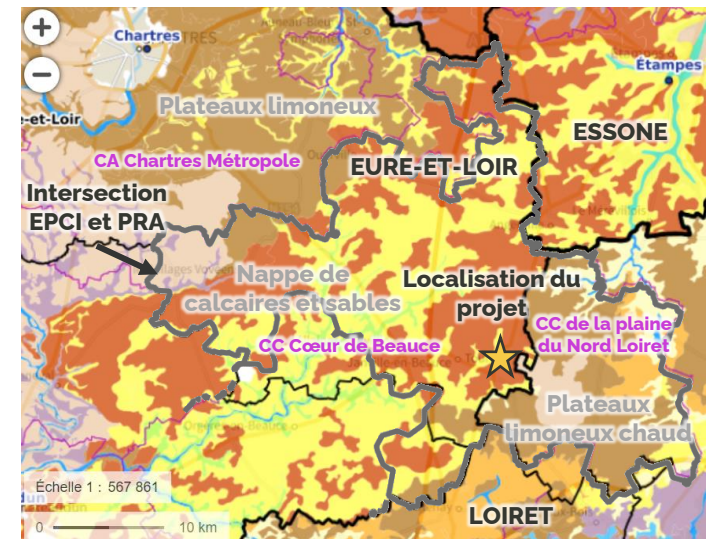 +
−
Chartres
Étampes
e-et-Loir
Plateaux limoneux
ESSONE
CA Chartres Métropole
EURE-ET-LOIR
Intersection
EPCI et PRA
Nappe de
calcaires et sables
Localisation du
projet
CC de la plaine
du Nord Loiret
CC Cœur de Beauce
Plateaux
limoneux chaud
LOIRET
Échelle 1 : 567 861
0
10 km